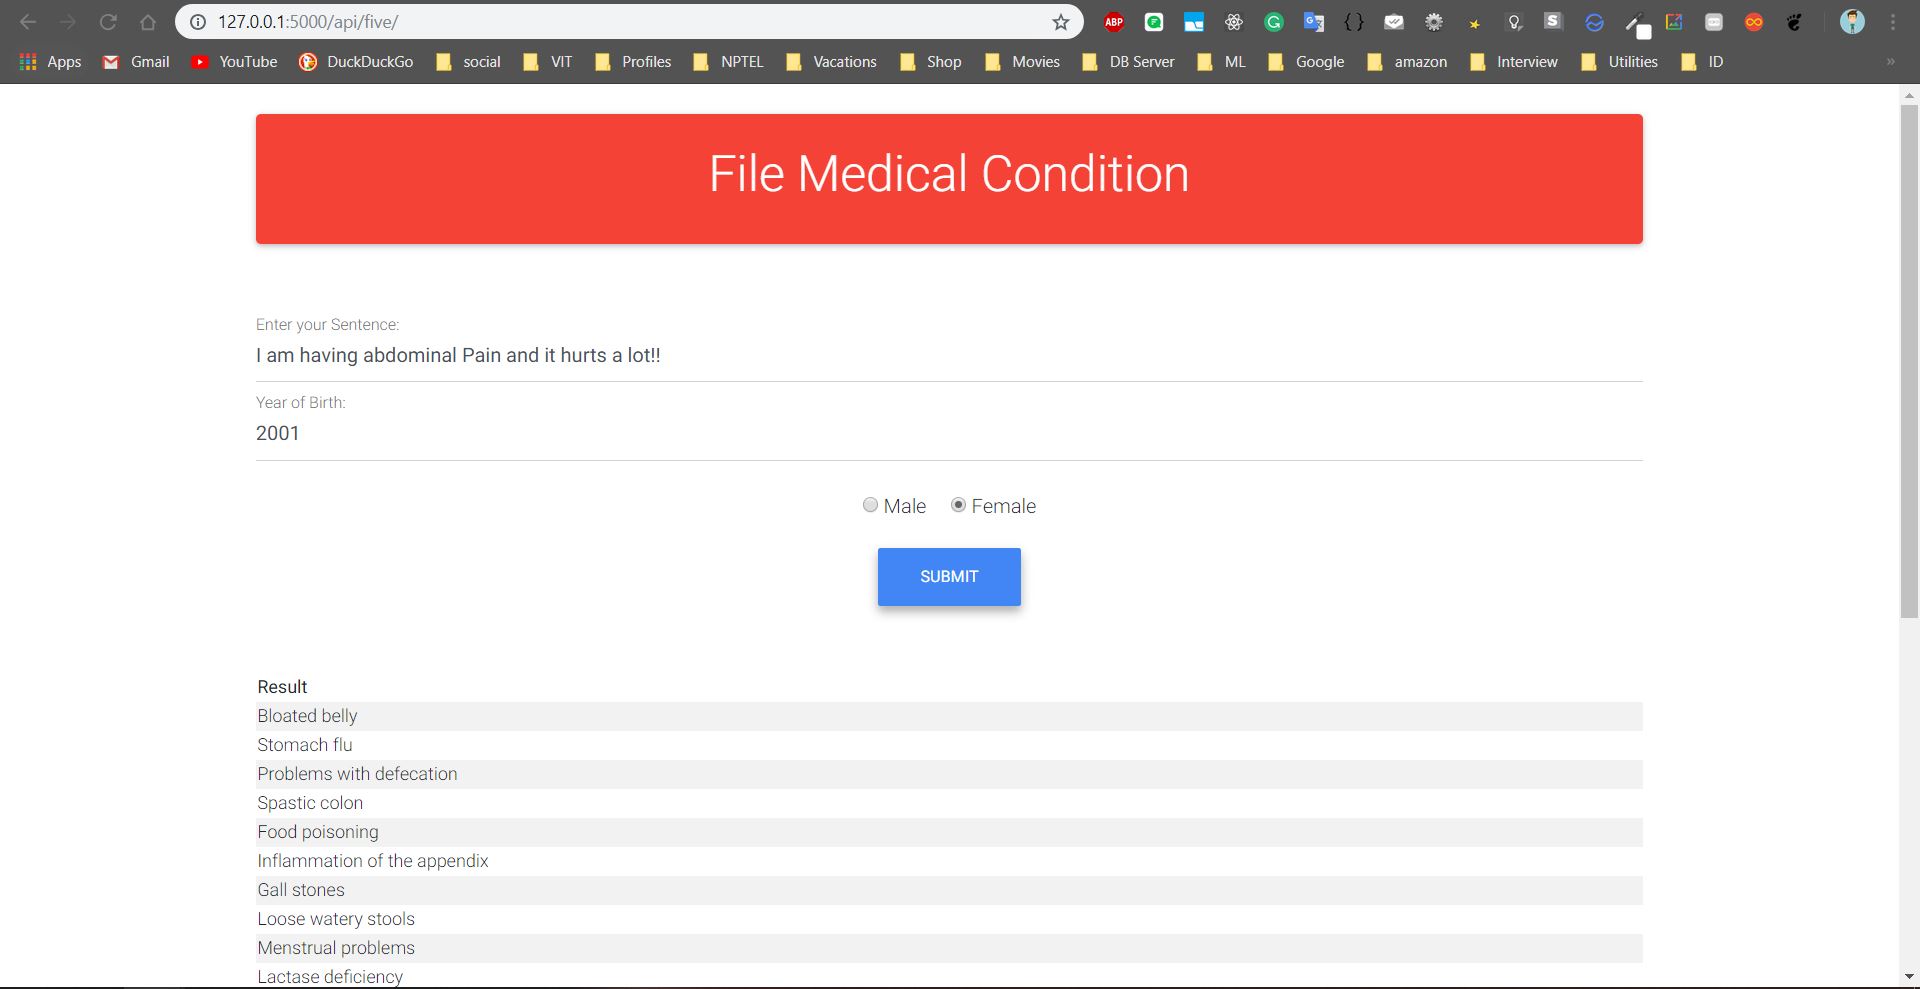 127.0.0.1:5000/api/five/
ABP
Apps Gmail YouTube DuckDuckGo social VIT Profiles NPTEL Vacations Shop Movies DB Server ML Google amazon Interview Utilities ID »
File Medical Condition
Enter your Sentence:
I am having abdominal Pain and it hurts a lot!!
Year of Birth:
2001
Male Female
SUBMIT
Result
Bloated belly
Stomach flu
Problems with defecation
Spastic colon
Food poisoning
Inflammation of the appendix
Gall stones
Loose watery stools
Menstrual problems
Lactase deficiency